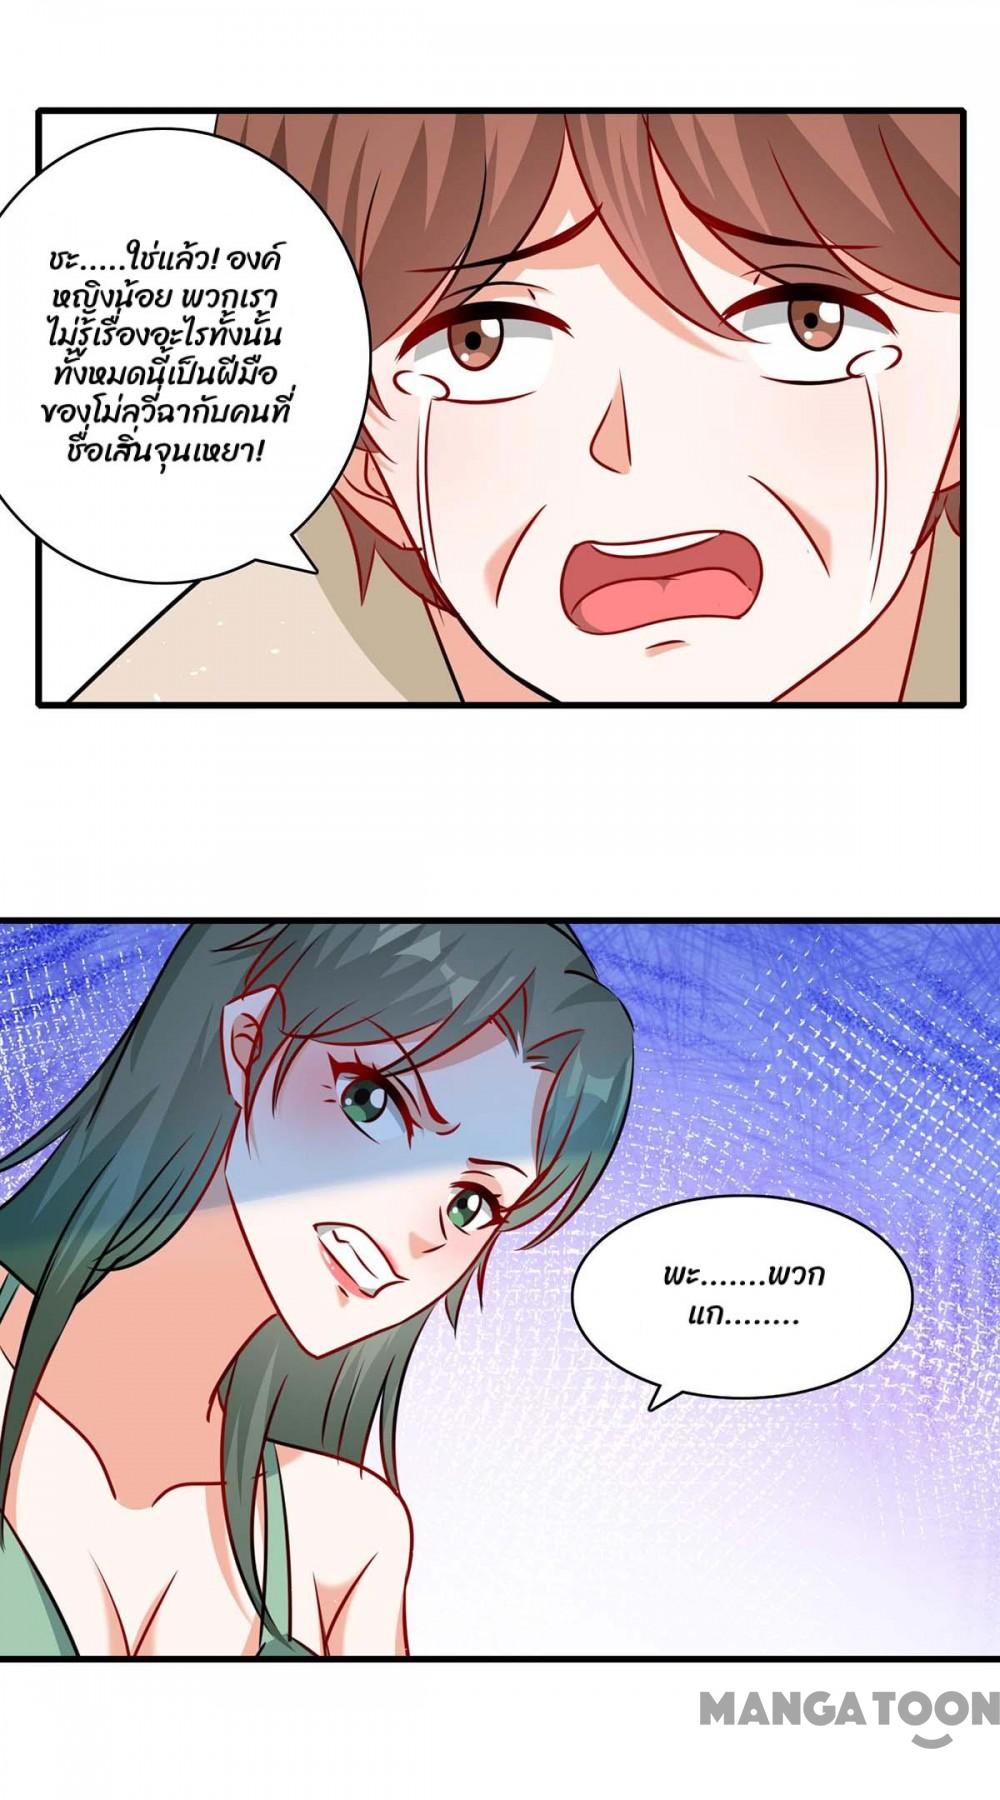 ชะ.....ใช่แล้ว! องค์
หญิงน้อย พวกเรา
ไม่รู้เรื่องอะไรทั้งนั้น
ทั้งหมดนี้เป็นฝีมือ
ของโม่ลวี่ฉากับคนที่
ชื่อเสิ่นจุนเหยา!
พะ.......พวก
แก........
MANGATOON